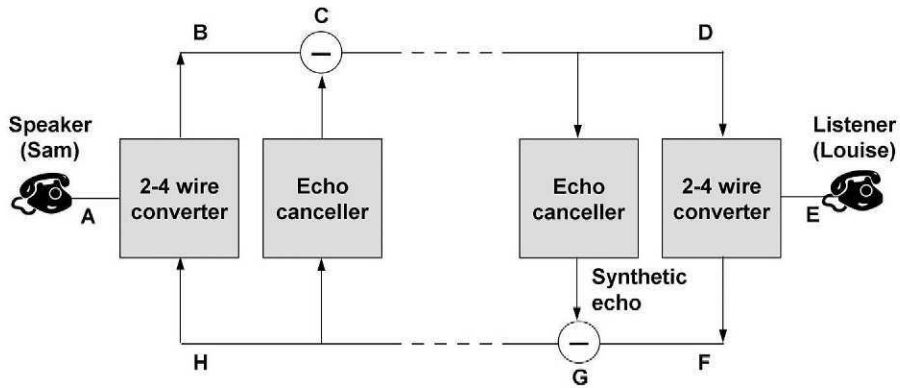 B
C
D
Speaker
(Sam)
A
2-4 wire
converter
Echo
canceller
Echo
canceller
2-4 wire
converter
Listener
(Louise)
E
Synthetic
echo
H
G
F